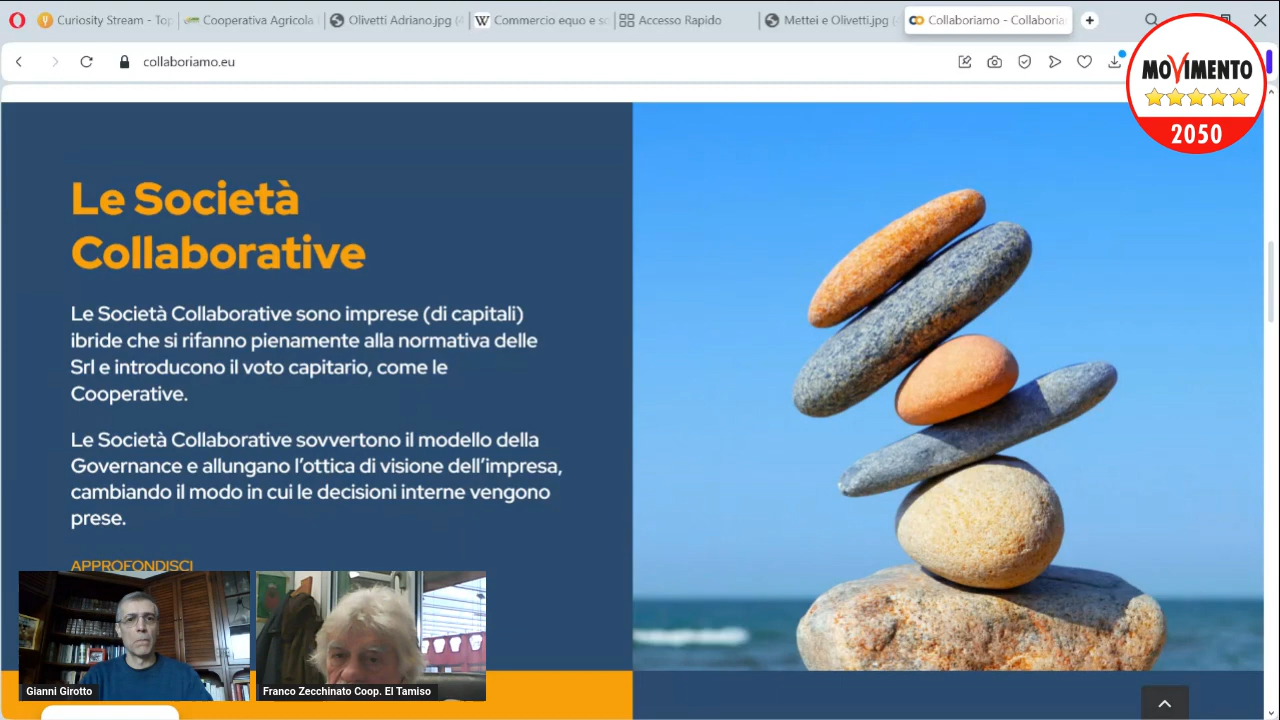 Curiosity Stream - Top
Cooperativa Agricola
Olivetti Adriano.jpg (
Commercio equo e so
Accesso Rapido
Mettei e Olivetti.jpg (
Collaboriamo - Collaboria
collaboriamo.eu
MOVIMENTO
2050
Le Società
Collaborative
Le Società Collaborative sono imprese (di capitali)
ibride che si rifanno pienamente alla normativa delle
Srl e introducono il voto capitario, come le
Cooperative.
Le Società Collaborative sovvertono il modello della
Governance e allungano l'ottica di visione dell'impresa,
cambiando il modo in cui le decisioni interne vengono
prese.
APPROFONDISCI
Gianni Girotto
Franco Zecchinato Coop. El Tamiso